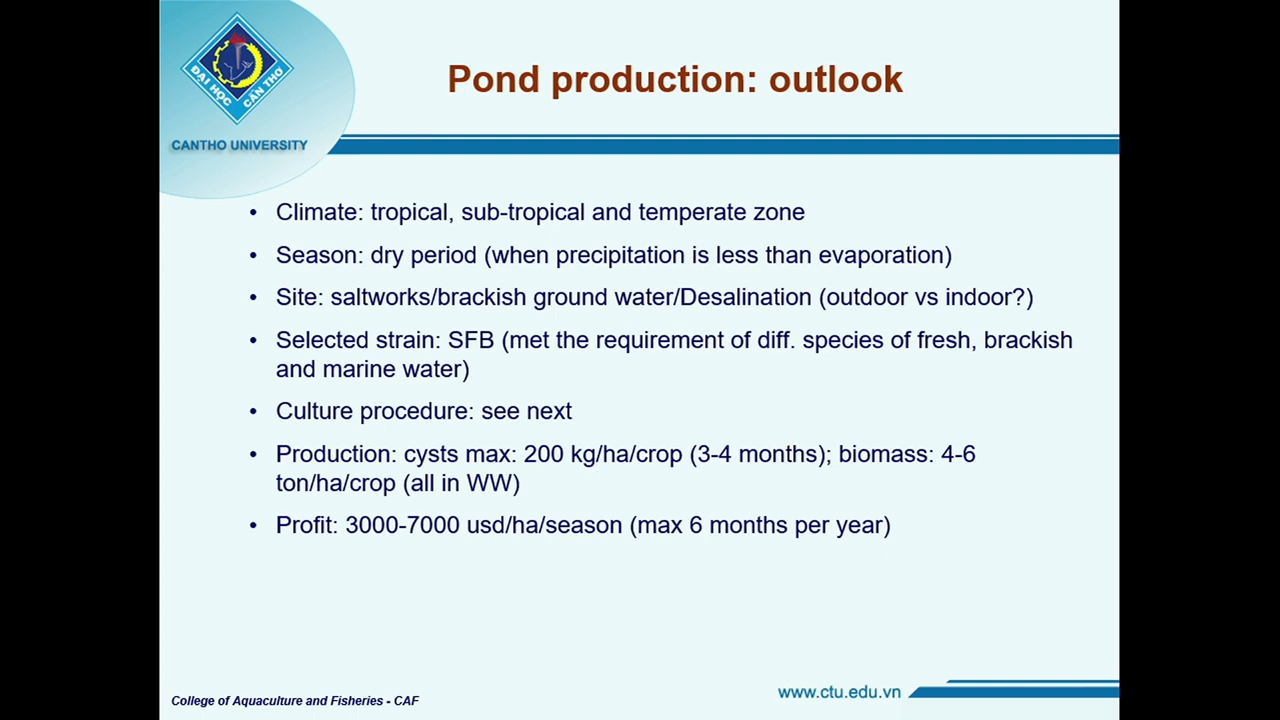 Pond production: outlook
ĐẠI HỌC CẦN THƠ
CANTHO UNIVERSITY
• Climate: tropical, sub-tropical and temperate zone
• Season: dry period (when precipitation is less than evaporation)
• Site: saltworks/brackish ground water/Desalination (outdoor vs indoor?)
• Selected strain: SFB (met the requirement of diff. species of fresh, brackish
and marine water)
• Culture procedure: see next
• Production: cysts max: 200 kg/ha/crop (3-4 months); biomass: 4-6
ton/ha/crop (all in WW)
• Profit: 3000-7000 usd/ha/season (max 6 months per year)
College of Aquaculture and Fisheries - CAF
www.ctu.edu.vn